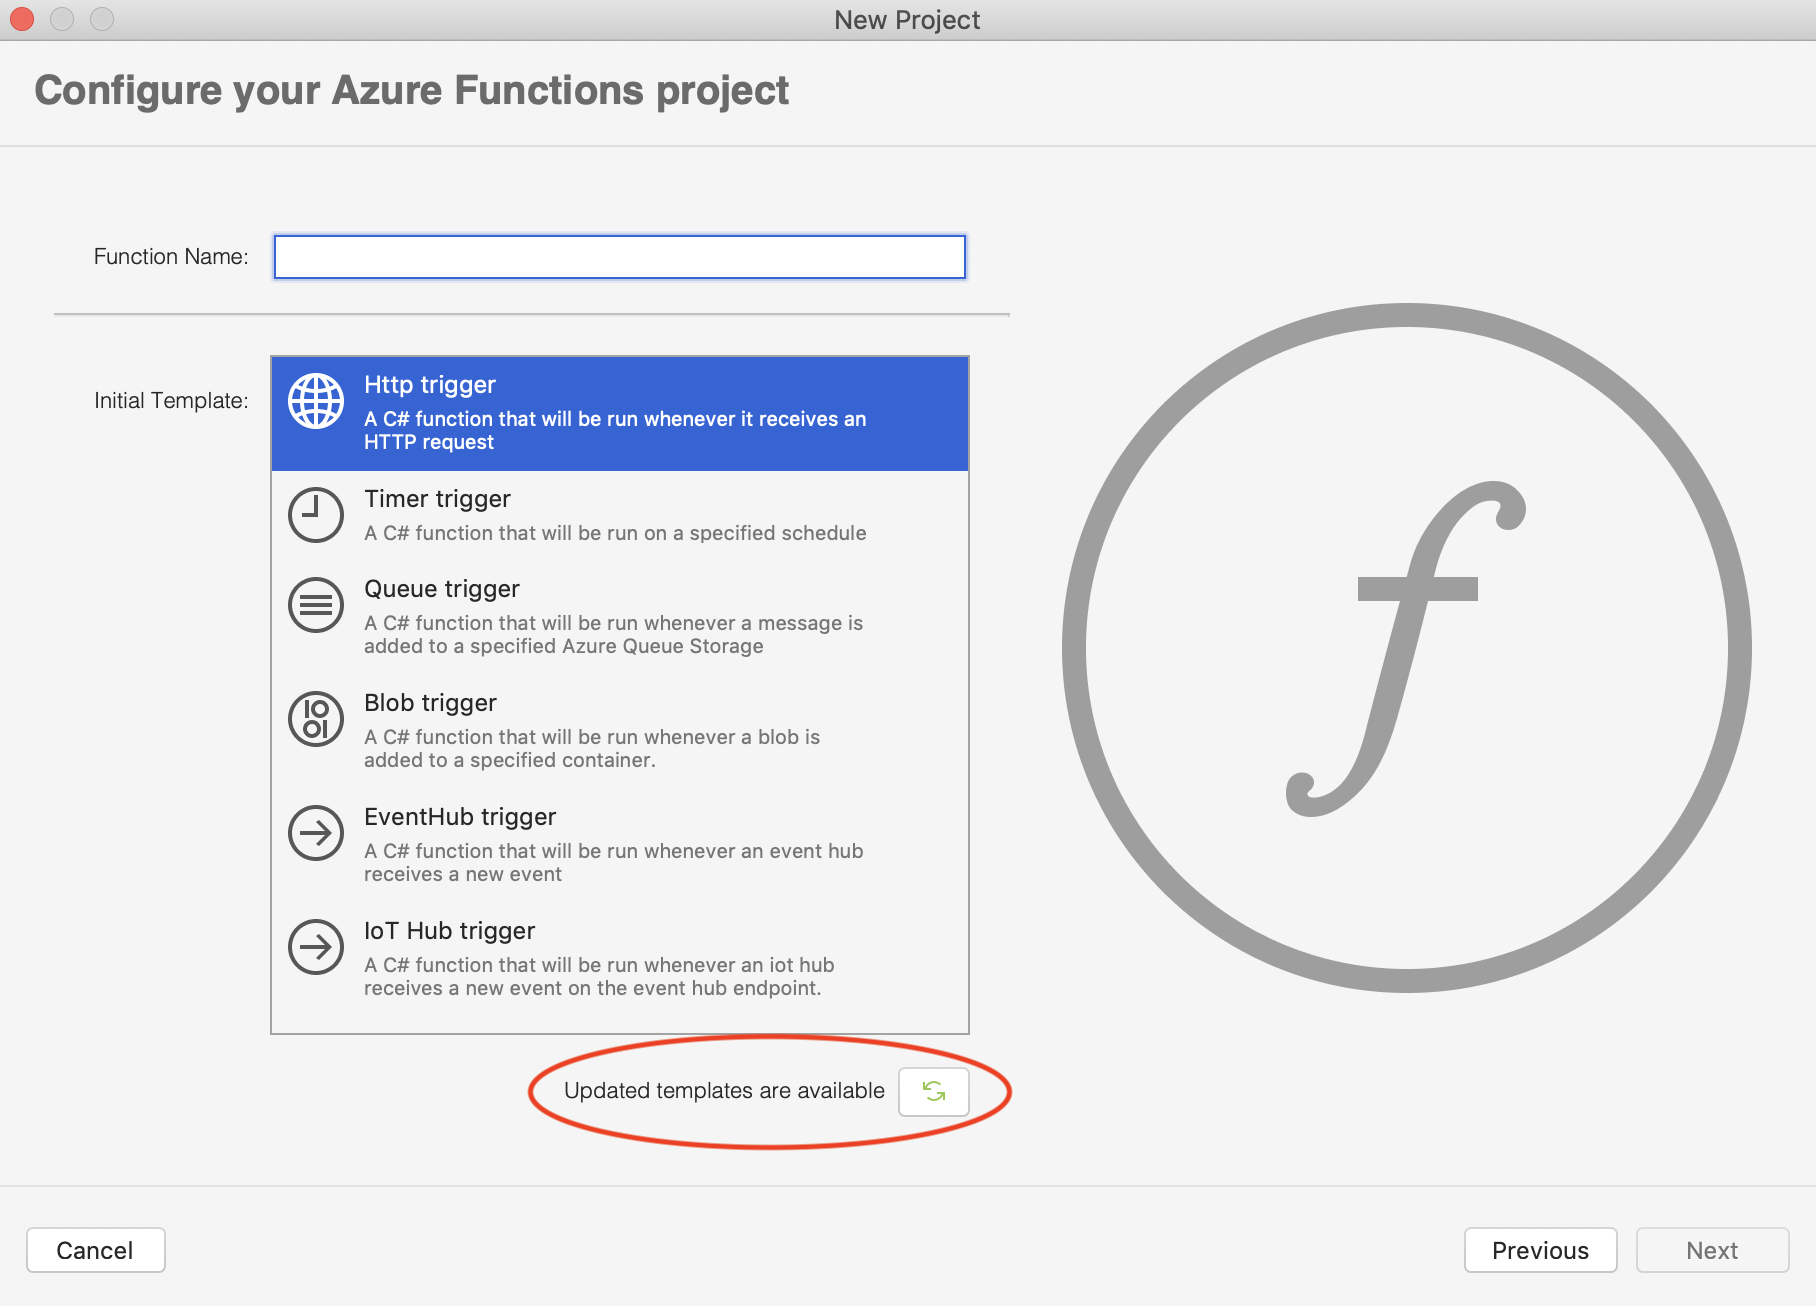 New Project
Configure your Azure Functions project
Function Name:
Initial Template:
Http trigger
A C# function that will be run whenever it receives an
HTTP request
Timer trigger
A C# function that will be run on a specified schedule
Queue trigger
A C# function that will be run whenever a message is
added to a specified Azure Queue Storage
Blob trigger
A C# function that will be run whenever a blob is
added to a specified container.
EventHub trigger
A C# function that will be run whenever an event hub
receives a new event
IoT Hub trigger
A C# function that will be run whenever an iot hub
receives a new event on the event hub endpoint.
f
Updated templates are available
Cancel
Previous
Next